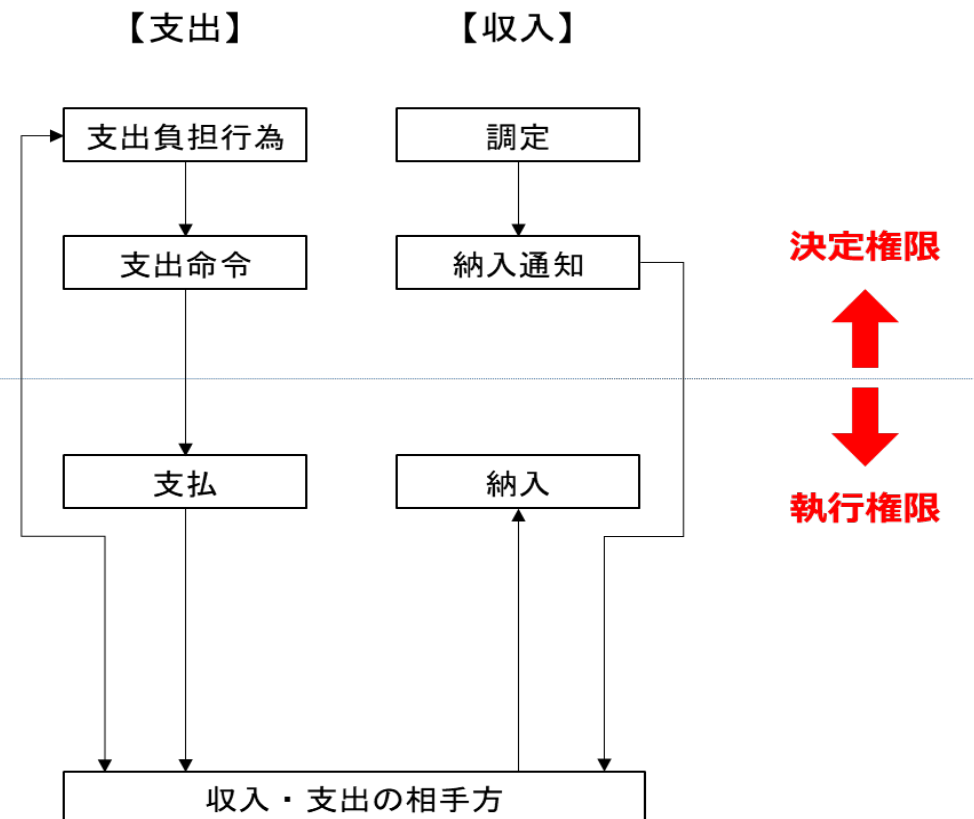 【支出】
【収入】
支出負担行為
調定
支出命令
納入通知
決定権限
支払
納入
執行権限
収入・支出の相手方